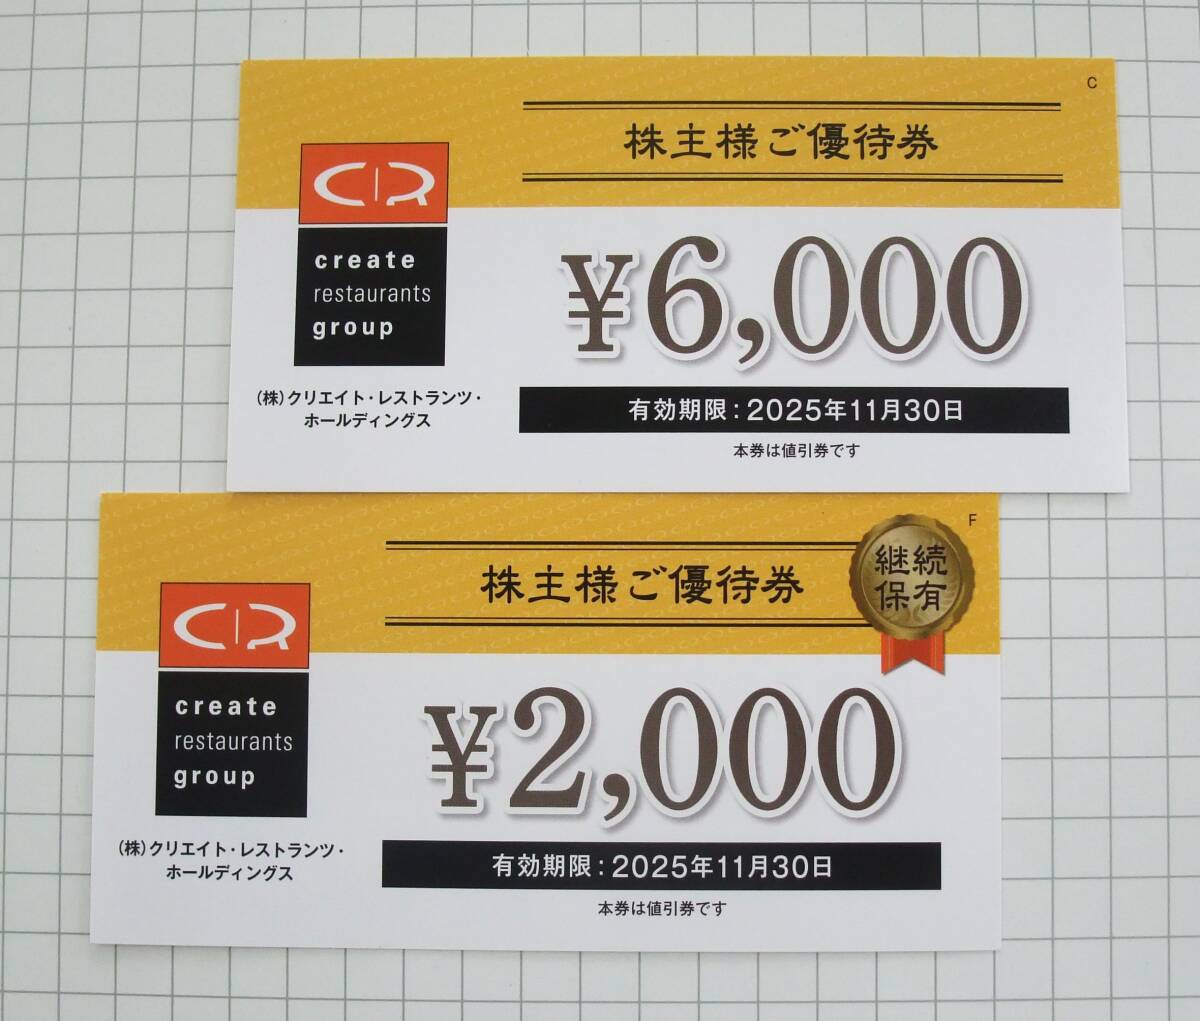 C
株主様ご優待券
CR
create
restaurants
group
¥6,000
(株)クリエイト・レストランツ・
ホールディングス
有効期限:2025年11月30日
本券は値引券です
F
継続
保有
株主様ご優待券
CR
create
restaurants
group
¥2,000
(株)クリエイト・レストランツ・
ホールディングス
有効期限:2025年11月30日
本券は値引券です